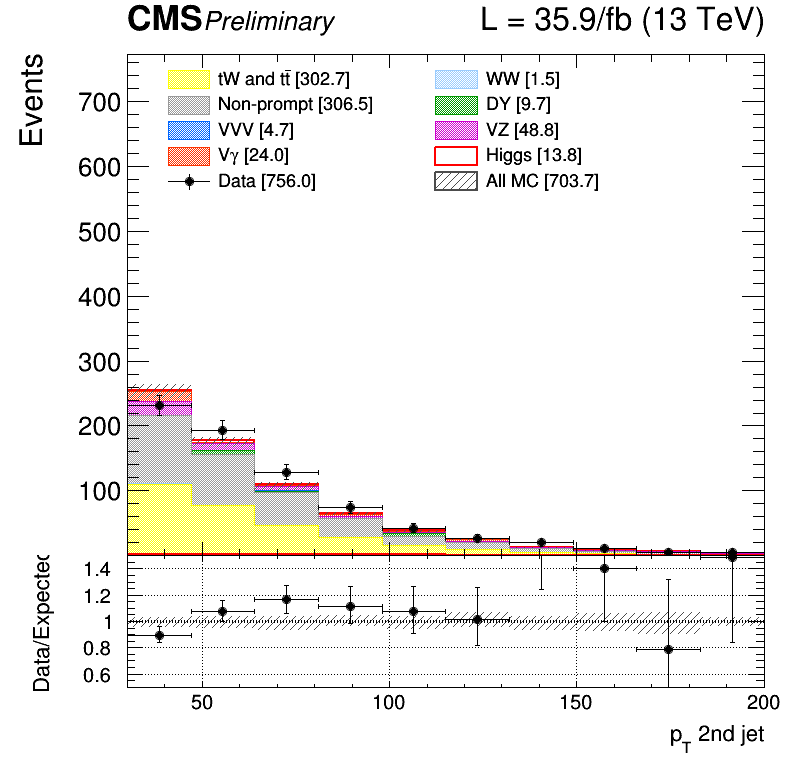 CMS Preliminary L = 35.9/fb (13 TeV)
Events
tW and tt̄ [302.7]
Non-prompt [306.5]
VVV [4.7]
Vγ [24.0]
Data [756.0]
WW [1.5]
DY [9.7]
VZ [48.8]
Higgs [13.8]
All MC [703.7]
700
600
500
400
300
200
100
Data/Expected
1.4
1.2
1
0.8
0.6
50 100 150 200
pT 2nd jet